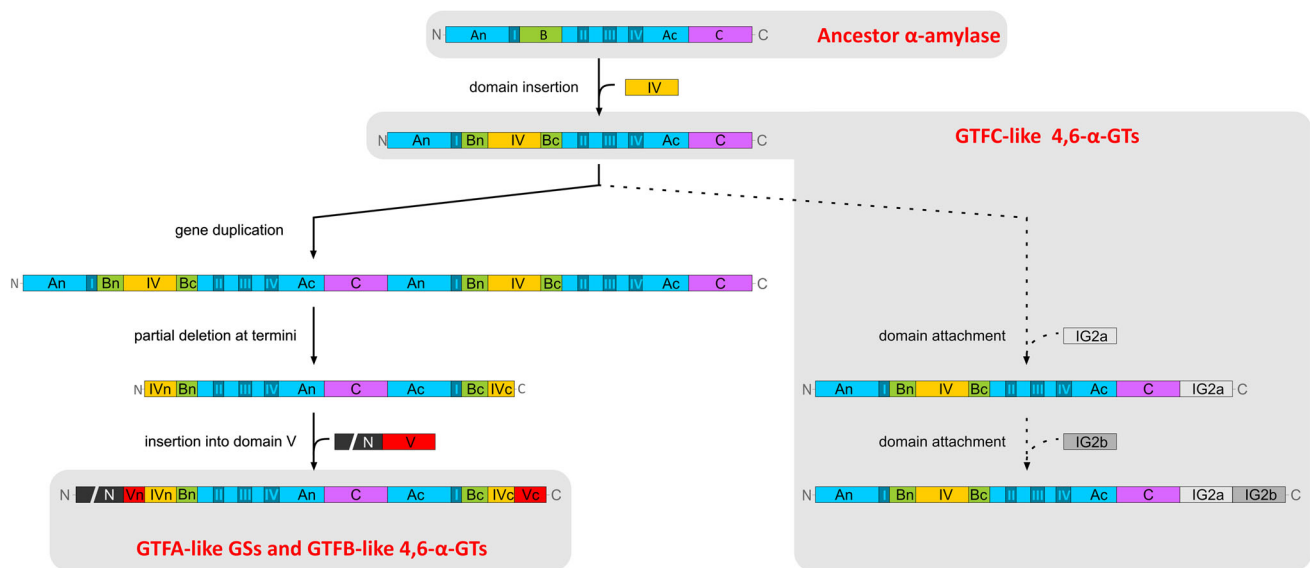 N An I B II III IV Ac C C Ancestor α-amylase
domain insertion IV
N An I Bn IV Bc II III IV Ac C C GTFC-like 4,6-α-GTs
gene duplication
N An I Bn IV Bc II III IV Ac C An I Bn IV Bc II III IV Ac C C
partial deletion at termini
domain attachment IG2a
N IVn Bn II III IV An C Ac I Bc IVc C
N An I Bn IV Bc II III IV Ac C IG2a C
insertion into domain V / N V
domain attachment IG2b
N / N Vn IVn Bn II III IV An C Ac I Bc IVc Vc C
N An I Bn IV Bc II III IV Ac C IG2a IG2b C
GTFA-like GSs and GTFB-like 4,6-α-GTs